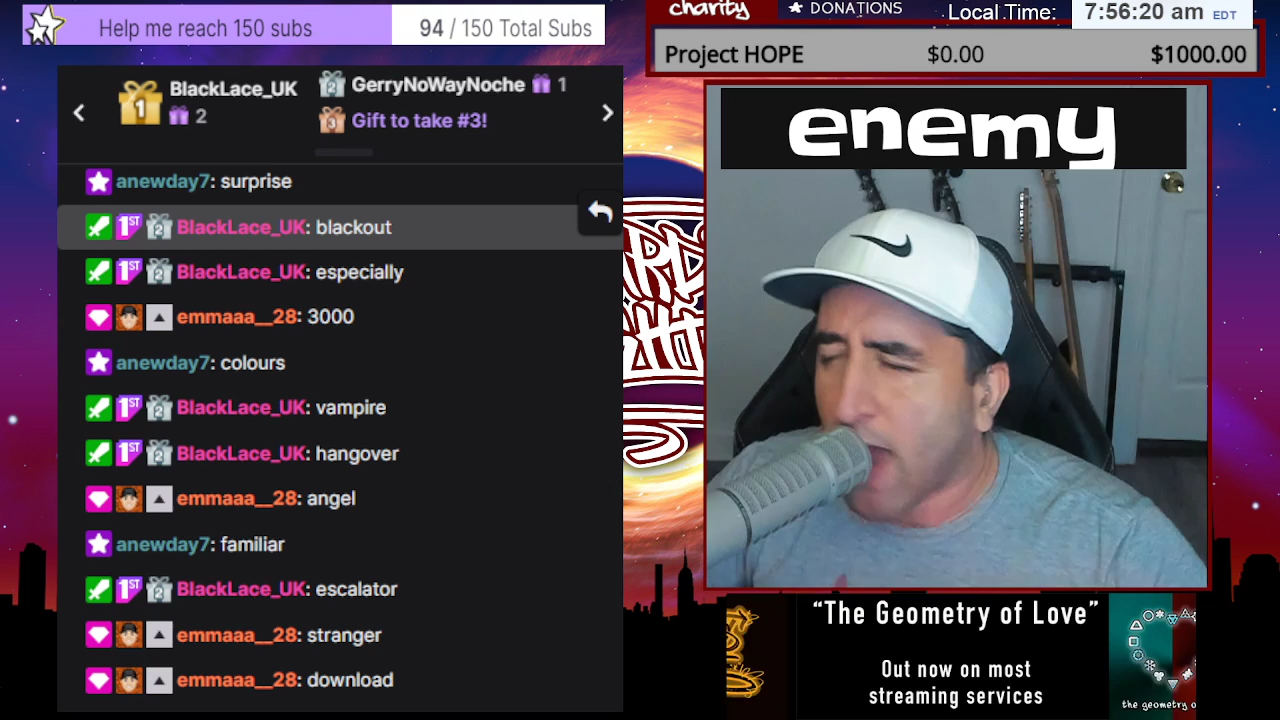 Help me reach 150 subs
94 / 150 Total Subs
BlackLace_UK
2
GerryNoWayNoche 1
Gift to take #3!
anewday7: surprise
BlackLace_UK: blackout
BlackLace_UK: especially
emmaaa__28: 3000
anewday7: colours
BlackLace_UK: vampire
BlackLace_UK: hangover
emmaaa__28: angel
anewday7: familiar
BlackLace_UK: escalator
emmaaa__28: stranger
emmaaa__28: download
charity
DONATIONS
Local Time:
7:56:20 am EDT
Project HOPE
$0.00
$1000.00
enemy
“The Geometry of Love”
Out now on most
streaming services
the geometry o